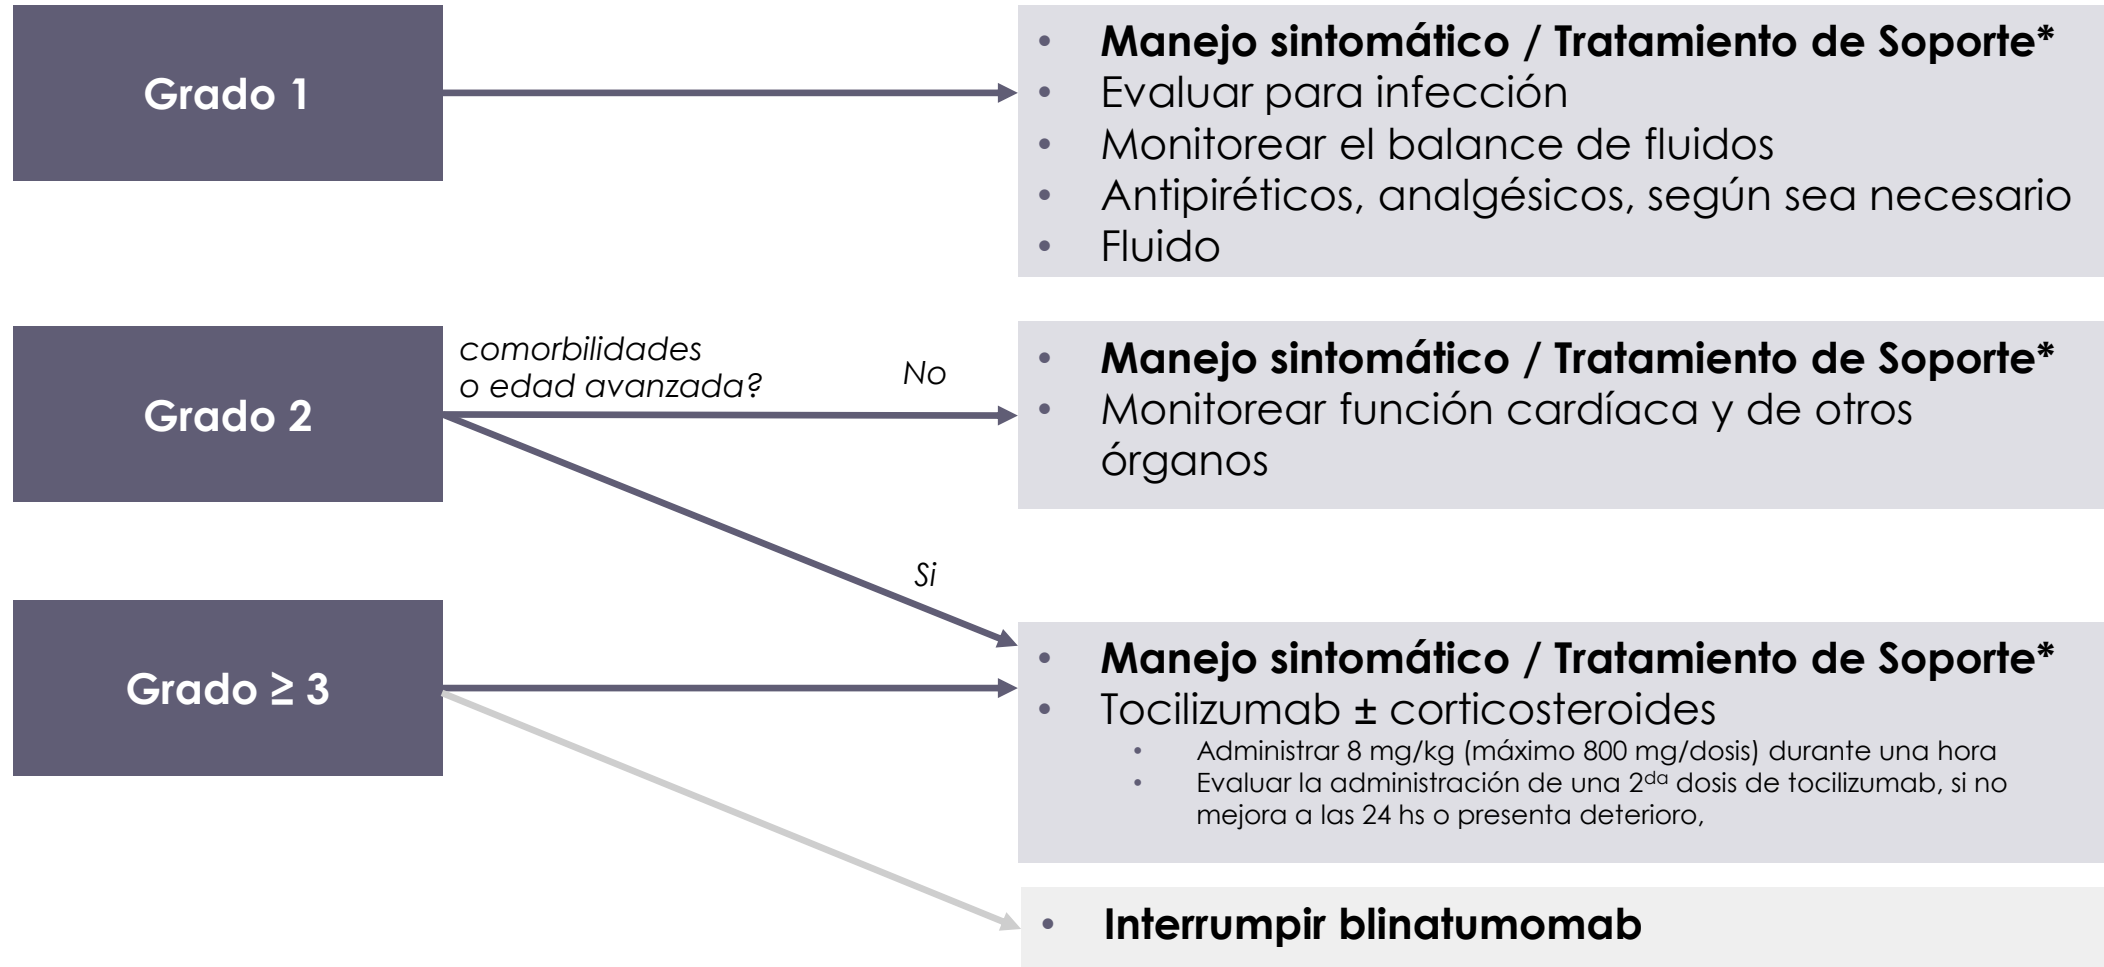 Grado 1
• Manejo sintomático / Tratamiento de Soporte*
• Evaluar para infección
• Monitorear el balance de fluidos
• Antipiréticos, analgésicos, según sea necesario
• Fluido
Grado 2
comorbilidades
o edad avanzada?
No
Si
• Manejo sintomático / Tratamiento de Soporte*
• Monitorear función cardíaca y de otros
órganos
Grado ≥ 3
• Manejo sintomático / Tratamiento de Soporte*
• Tocilizumab ± corticosteroides
• Administrar 8 mg/kg (máximo 800 mg/dosis) durante una hora
• Evaluar la administración de una 2da dosis de tocilizumab, si no
mejora a las 24 hs o presenta deterioro,
• Interrumpir blinatumomab